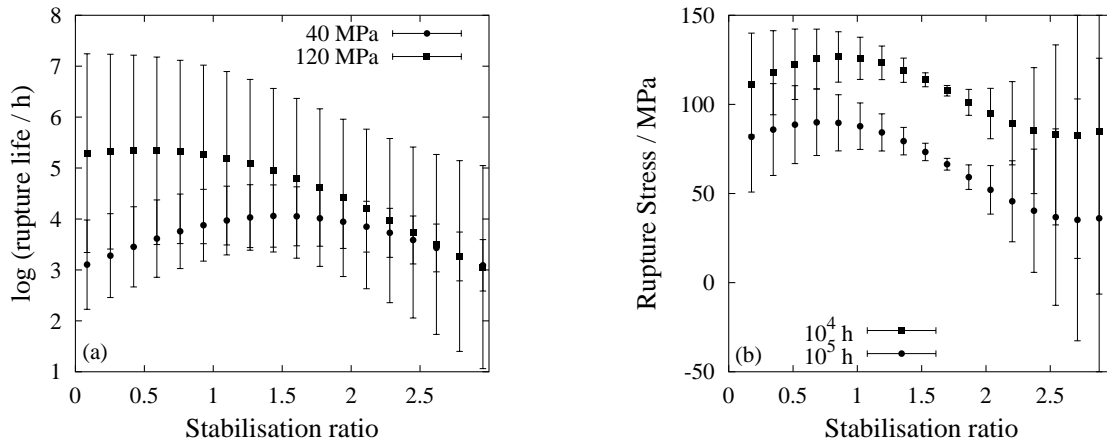 8
7
6
5
4
3
2
1
0
0.5
1
1.5
2
2.5
log (rupture life / h)
Stabilisation ratio
(a)
40 MPa
120 MPa
150
100
50
0
-50
0
0.5
1
1.5
2
2.5
Rupture Stress / MPa
Stabilisation ratio
(b)
10⁴ h
10⁵ h